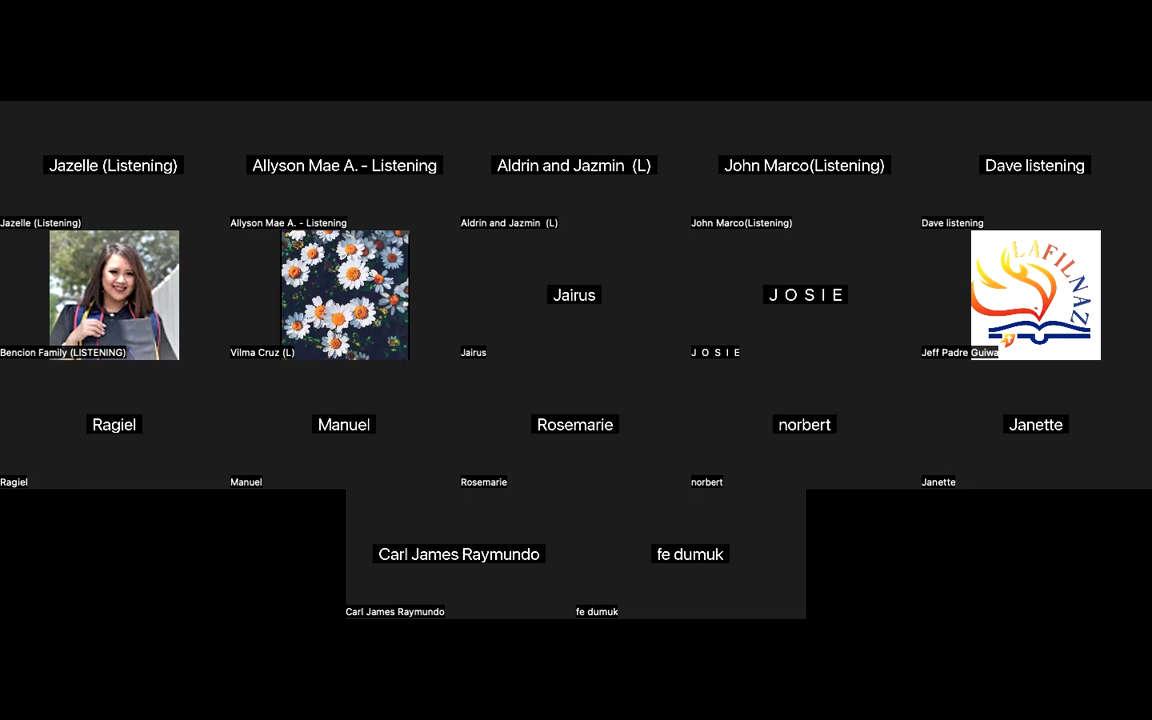 Jazelle (Listening)
Allyson Mae A. - Listening
Aldrin and Jazmin (L)
John Marco(Listening)
Dave listening
Jazelle (Listening)
Allyson Mae A. - Listening
Aldrin and Jazmin (L)
John Marco(Listening)
Dave listening
Jairus
J O S I E
LAFILNAZ
Bencion Family (LISTENING)
Vilma Cruz (L)
Jairus
J O S I E
Jeff Padre Guiwa
Ragiel
Manuel
Rosemarie
norbert
Janette
Ragiel
Manuel
Rosemarie
norbert
Janette
Carl James Raymundo
fe dumuk
Carl James Raymundo
fe dumuk